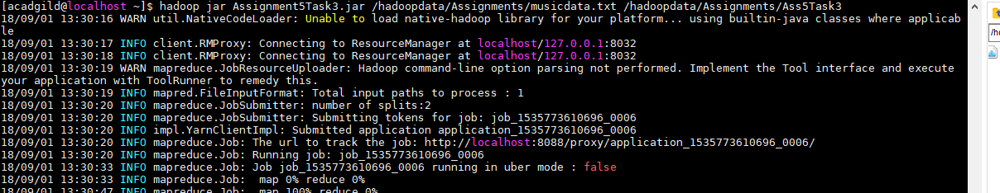 [acadgild@localhost ~]$ hadoop jar Assignment5Task3.jar /hadoopdata/Assignments/musicdata.txt /hadoopdata/Assignments/Ass5Task3
18/09/01 13:30:16 WARN util.NativeCodeLoader: Unable to load native-hadoop library for your platform... using builtin-java classes where applicab
le
18/09/01 13:30:17 INFO client.RMProxy: Connecting to ResourceManager at localhost/127.0.0.1:8032
18/09/01 13:30:18 INFO client.RMProxy: Connecting to ResourceManager at localhost/127.0.0.1:8032
18/09/01 13:30:19 WARN mapreduce.JobResourceUploader: Hadoop command-line option parsing not performed. Implement the Tool interface and execute
your application with ToolRunner to remedy this.
18/09/01 13:30:19 INFO mapred.FileInputFormat: Total input paths to process : 1
18/09/01 13:30:20 INFO mapreduce.JobSubmitter: number of splits:2
18/09/01 13:30:20 INFO mapreduce.JobSubmitter: Submitting tokens for job: job_1535773610696_0006
18/09/01 13:30:20 INFO impl.YarnClientImpl: Submitted application application_1535773610696_0006
18/09/01 13:30:20 INFO mapreduce.Job: The url to track the job: http://localhost:8088/proxy/application_1535773610696_0006/
18/09/01 13:30:20 INFO mapreduce.Job: Running job: job_1535773610696_0006
18/09/01 13:30:33 INFO mapreduce.Job: Job job_1535773610696_0006 running in uber mode : false
18/09/01 13:30:33 INFO mapreduce.Job:  map 0% reduce 0%
18/09/01 13:30:47 INFO mapreduce.Job:  map 100% reduce 0%